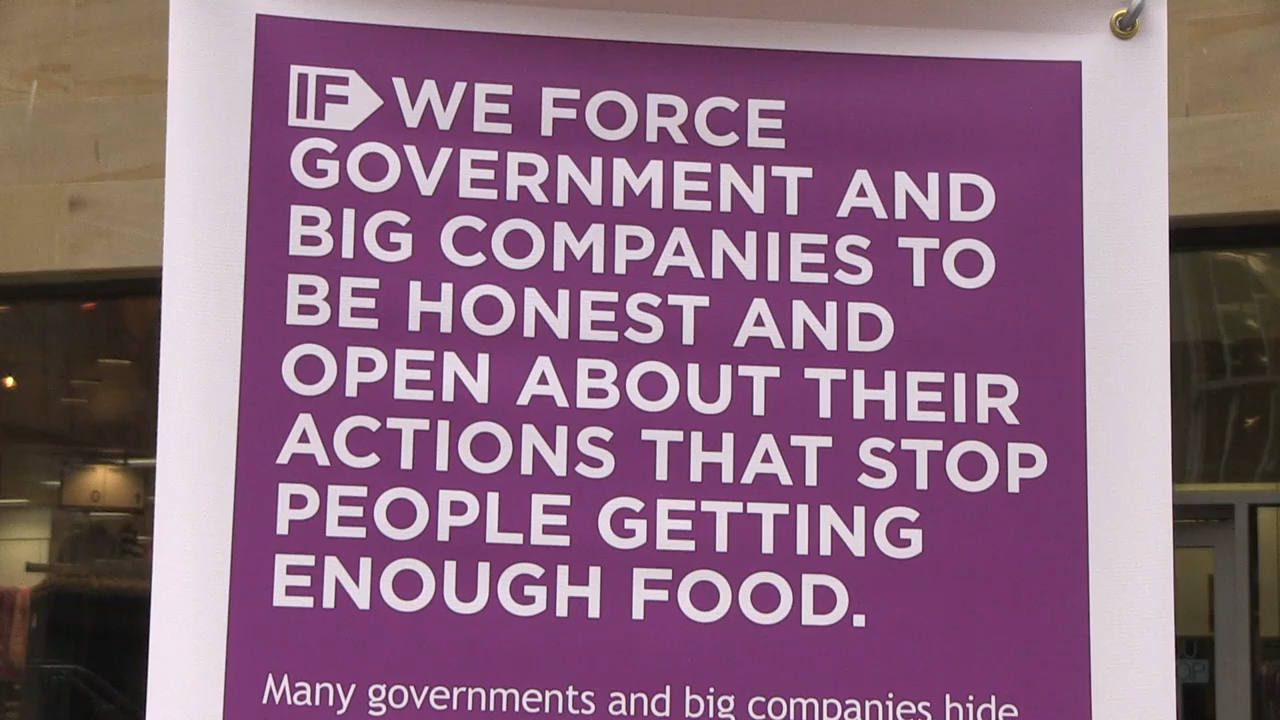 IF WE FORCE
GOVERNMENT AND
BIG COMPANIES TO
BE HONEST AND
OPEN ABOUT THEIR
ACTIONS THAT STOP
PEOPLE GETTING
ENOUGH FOOD.
Many governments and big companies hide